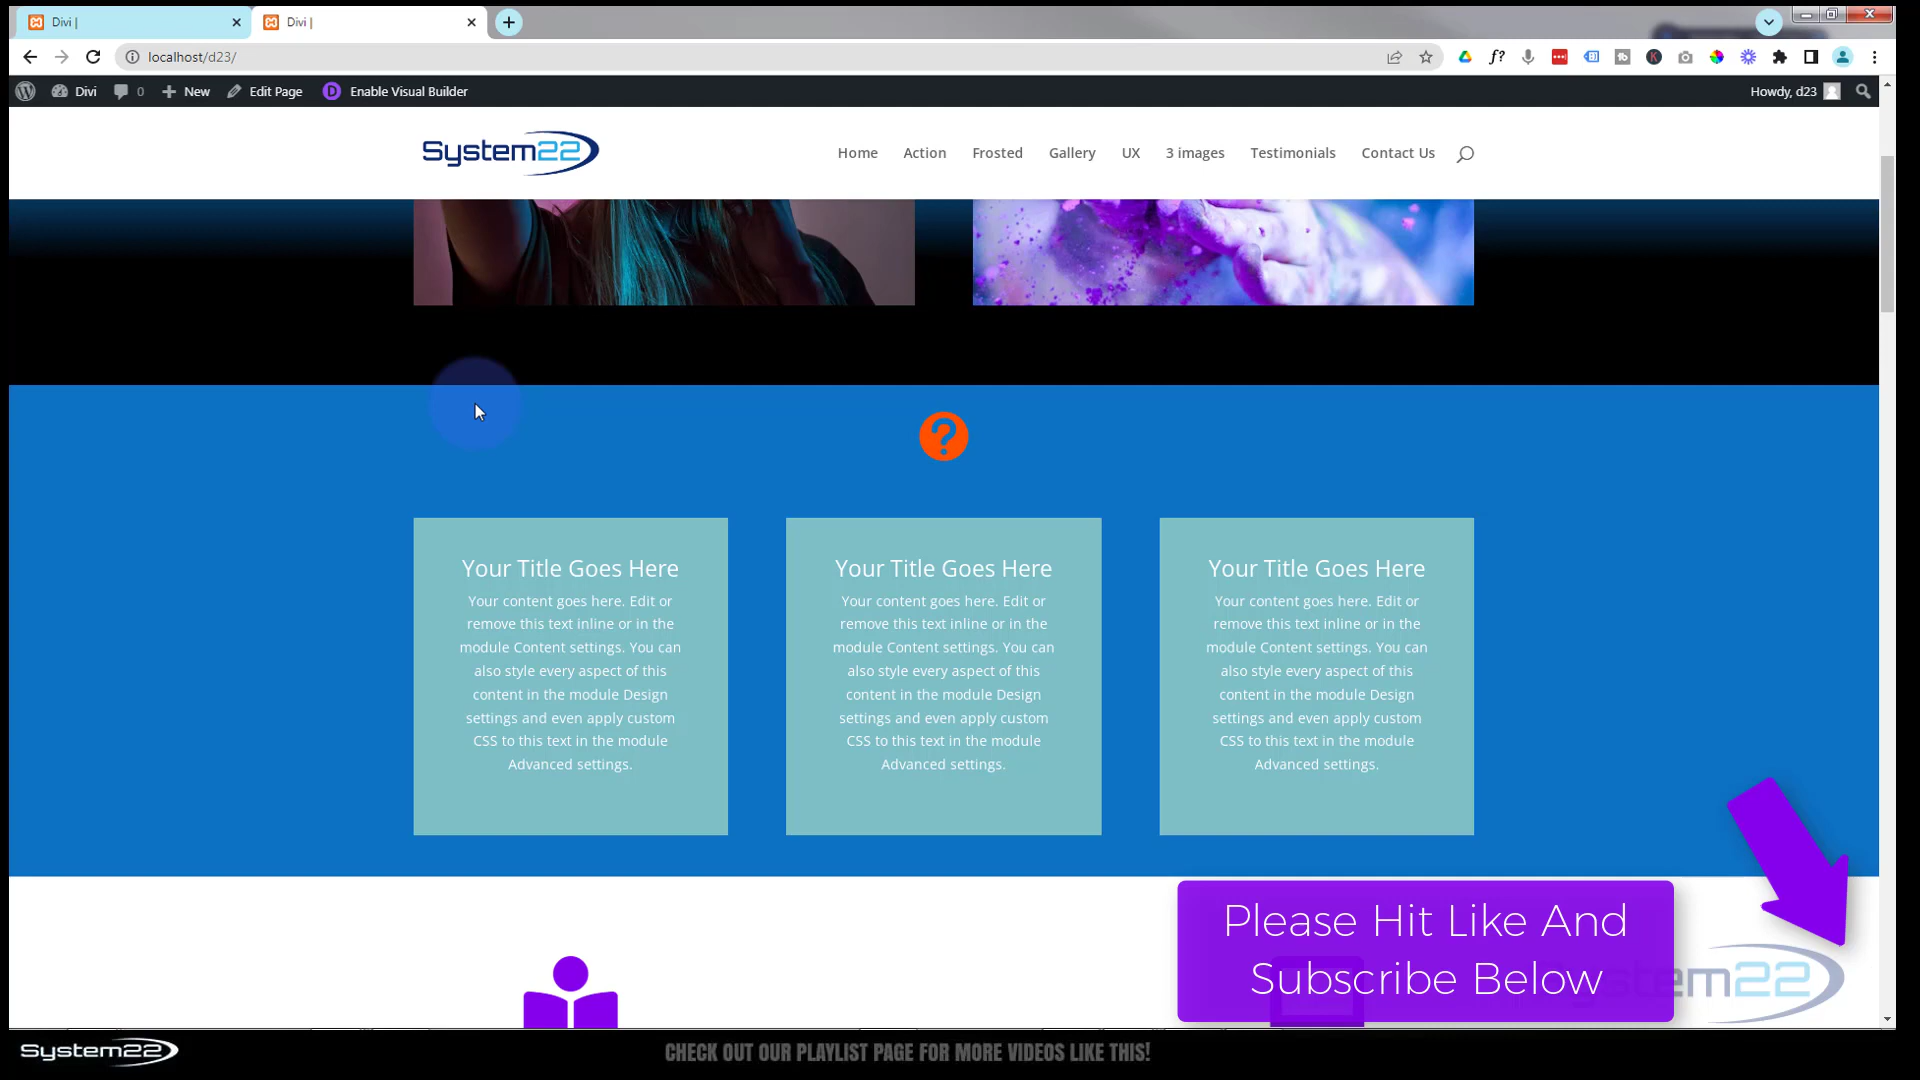 Divi |
Divi |
localhost/d23/
Divi 0 New Edit Page D Enable Visual Builder
Howdy, d23
System22
Home Action Frosted Gallery UX 3 images Testimonials Contact Us
Your Title Goes Here
Your content goes here. Edit or
remove this text inline or in the
module Content settings. You can
also style every aspect of this
content in the module Design
settings and even apply custom
CSS to this text in the module
Advanced settings.
Your Title Goes Here
Your content goes here. Edit or
remove this text inline or in the
module Content settings. You can
also style every aspect of this
content in the module Design
settings and even apply custom
CSS to this text in the module
Advanced settings.
Your Title Goes Here
Your content goes here. Edit or
remove this text inline or in the
module Content settings. You can
also style every aspect of this
content in the module Design
settings and even apply custom
CSS to this text in the module
Advanced settings.
Please Hit Like And
Subscribe Below
System22
System22
CHECK OUT OUR PLAYLIST PAGE FOR MORE VIDEOS LIKE THIS!